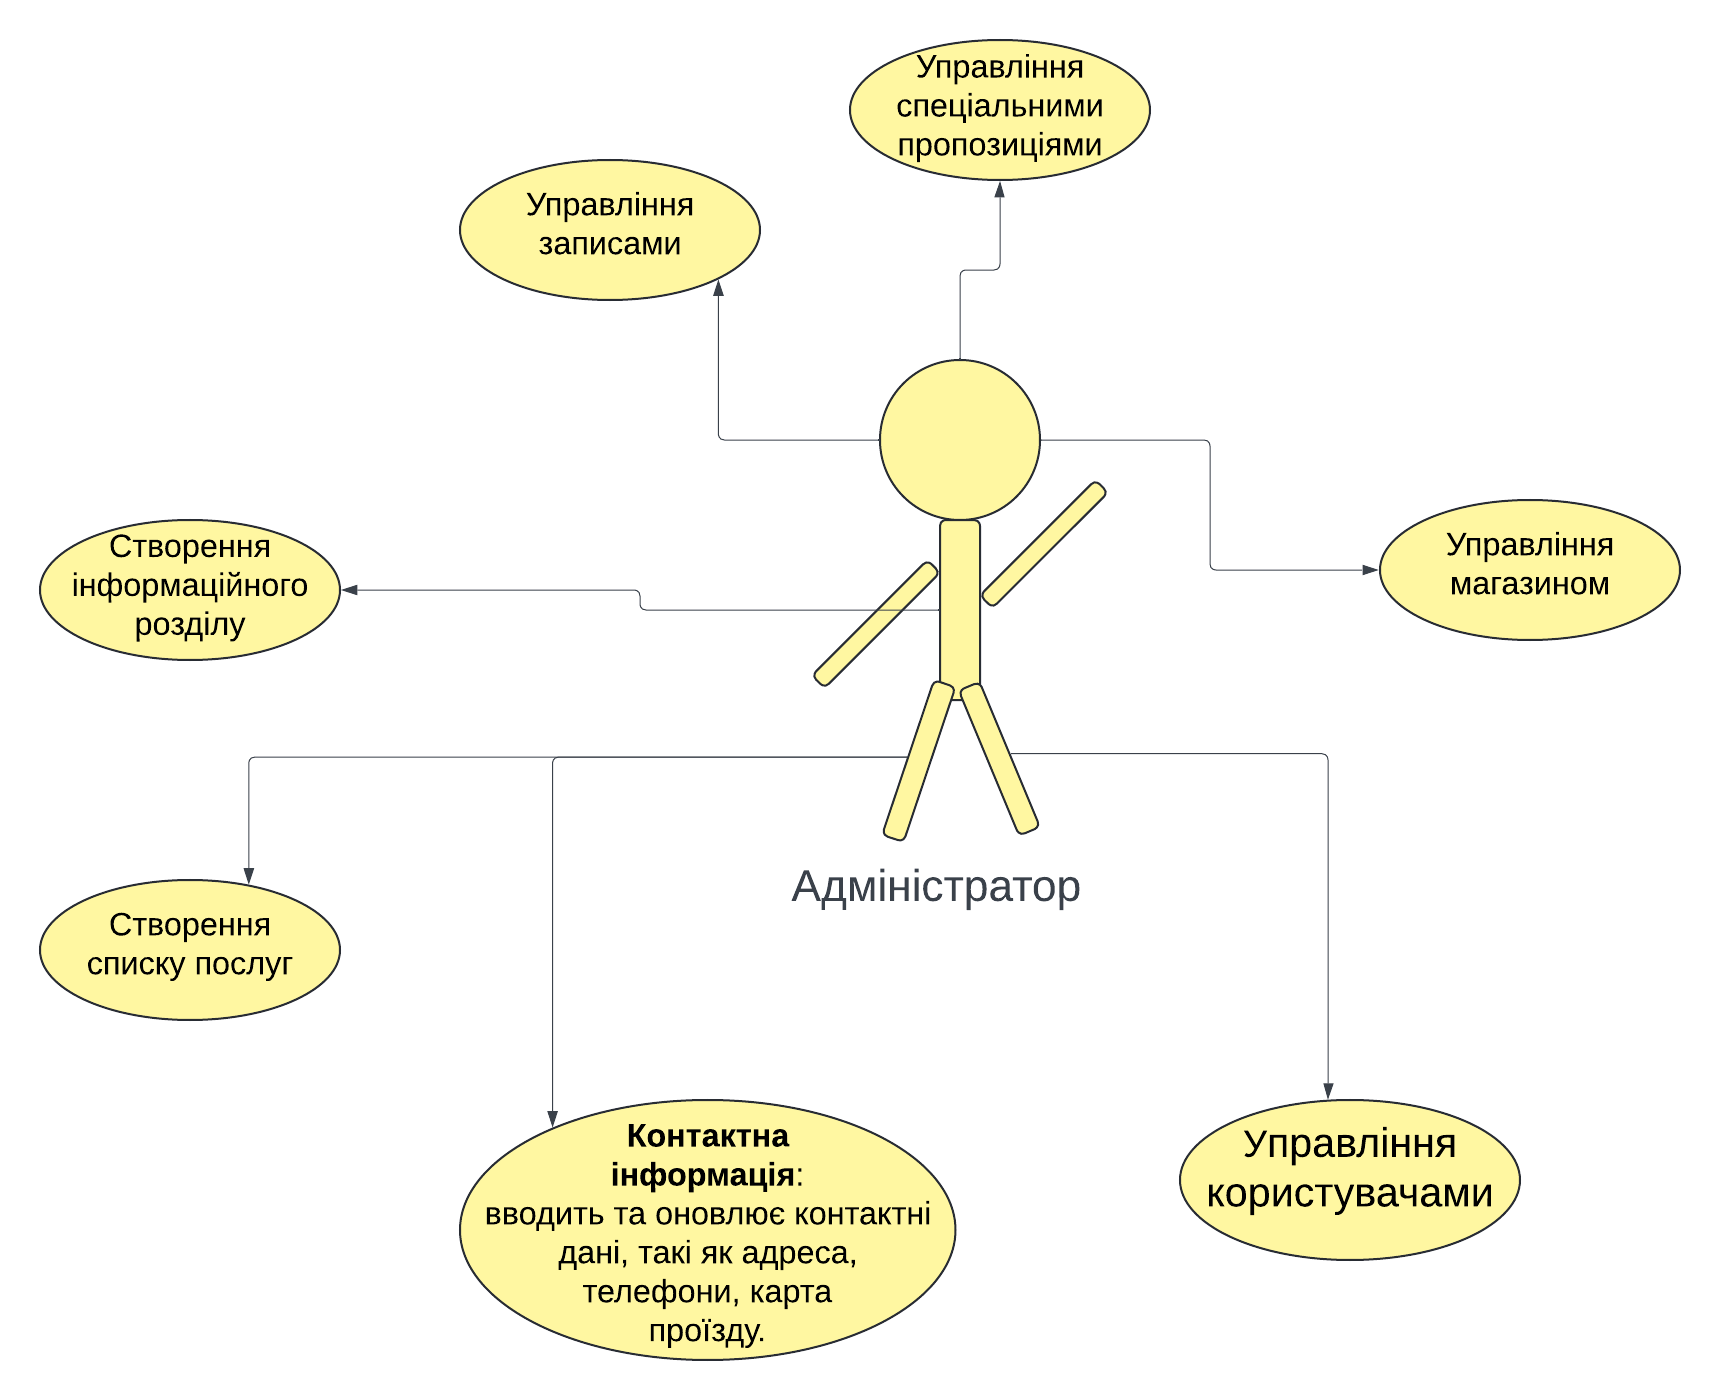 Управління
спеціальними
пропозиціями
Управління
записами
Створення
інформаційного
розділу
Управління
магазином
Адміністратор
Створення
списку послуг
Контактна
інформація:
вводить та оновлює контактні
дані, такі як адреса,
телефони, карта
проїзду.
Управління
користувачами